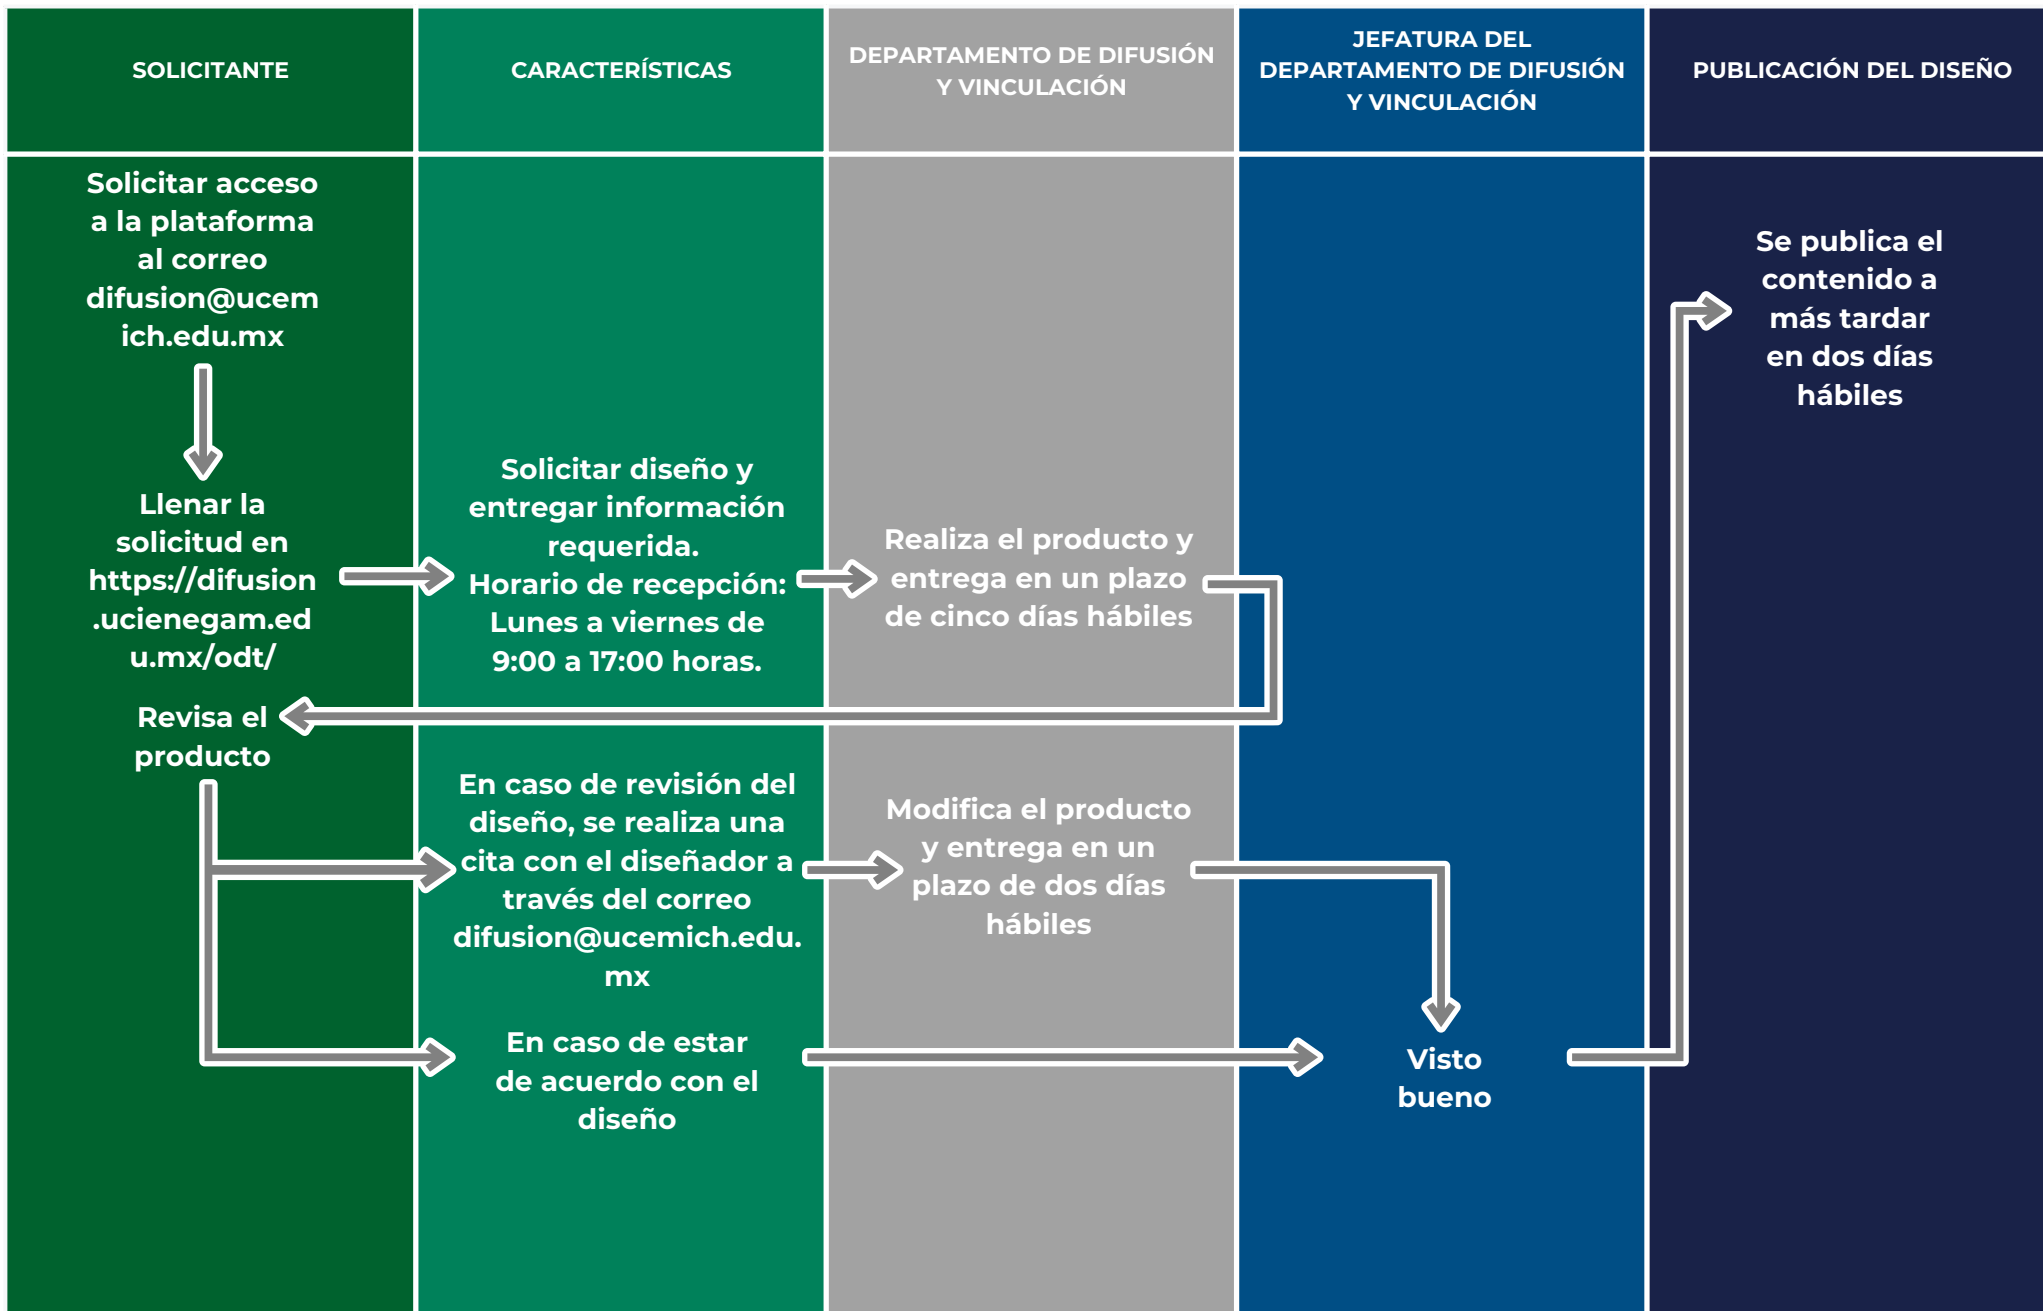 SOLICITANTE
CARACTERÍSTICAS
DEPARTAMENTO DE DIFUSIÓN
Y VINCULACIÓN
JEFATURA DEL
DEPARTAMENTO DE DIFUSIÓN
Y VINCULACIÓN
PUBLICACIÓN DEL DISEÑO
Solicitar acceso
a la plataforma
al correo
difusion@ucem
ich.edu.mx
Llenar la
solicitud en
https://difusion
.ucienegam.ed
u.mx/odt/
Solicitar diseño y
entregar información
requerida.
Horario de recepción:
Lunes a viernes de
9:00 a 17:00 horas.
Realiza el producto y
entrega en un plazo
de cinco días hábiles
Revisa el
producto
En caso de revisión del
diseño, se realiza una
cita con el diseñador a
través del correo
difusion@ucemich.edu.
mx
Modifica el producto
y entrega en un
plazo de dos días
hábiles
En caso de estar
de acuerdo con el
diseño
Visto
bueno
Se publica el
contenido a
más tardar
en dos días
hábiles